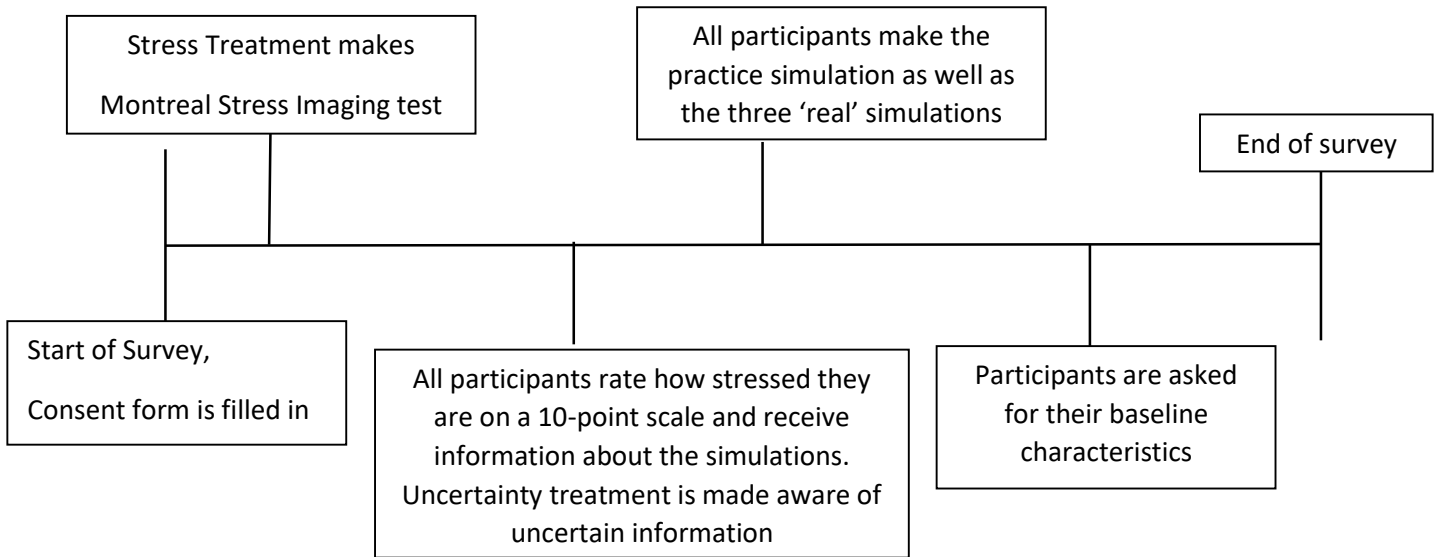 Stress Treatment makes
Montreal Stress Imaging test
All participants make the
practice simulation as well as
the three ‘real’ simulations
End of survey
Start of Survey,
Consent form is filled in
All participants rate how stressed they
are on a 10-point scale and receive
information about the simulations.
Uncertainty treatment is made aware of
uncertain information
Participants are asked
for their baseline
characteristics